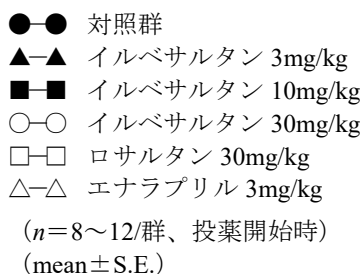 ●─● 対照群
▲─▲ イルベサルタン 3mg/kg
■─■ イルベサルタン 10mg/kg
○─○ イルベサルタン 30mg/kg
□─□ ロサルタン 30mg/kg
△─△ エナラプリル 3mg/kg
(n=8～12/群、投薬開始時)
(mean±S.E.)